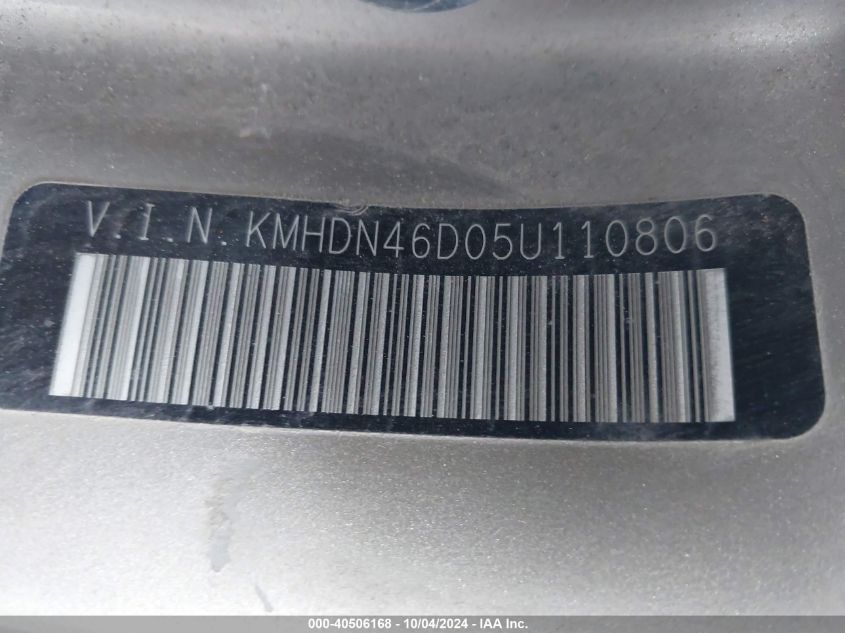 V.I.N. KMHDN46D05U110806
000-40506168 - 10/04/2024 - IAA Inc.